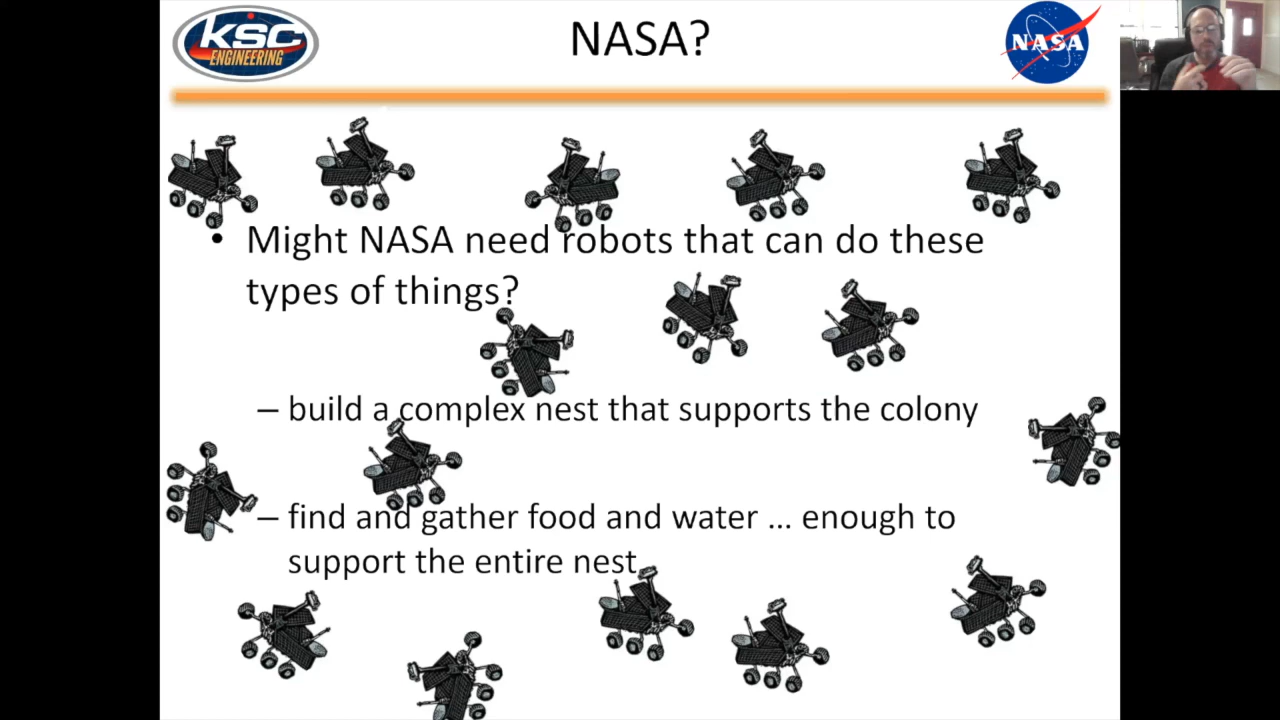 KSC
ENGINEERING
NASA?
NASA
• Might NASA need robots that can do these
types of things?
– build a complex nest that supports the colony
– find and gather food and water ... enough to
support the entire nest